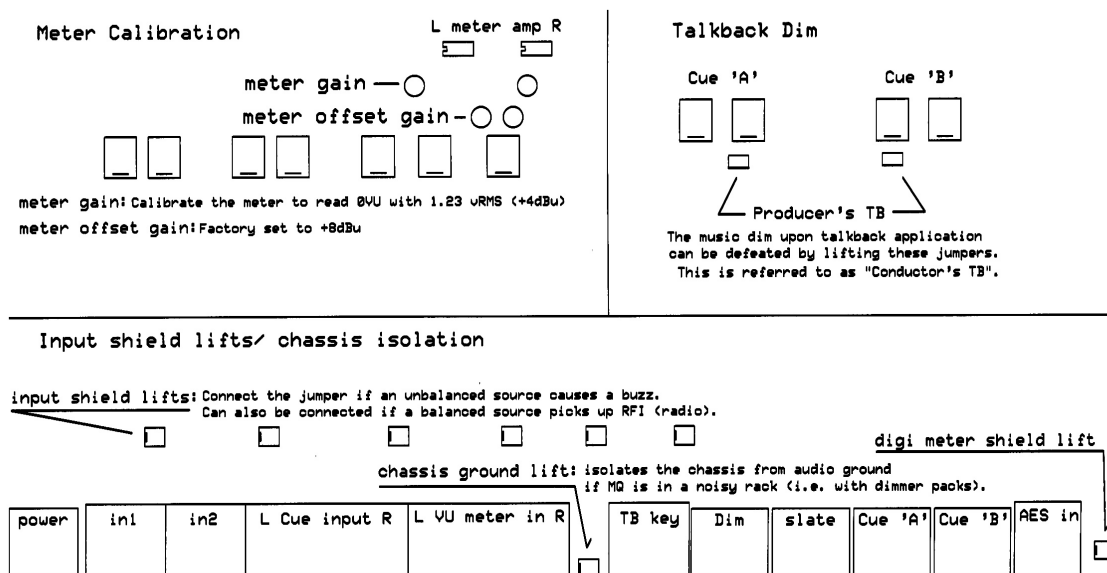 Meter Calibration
L meter amp R
meter gain
meter offset gain
meter gain: Calibrate the meter to read 0VU with 1.23 vRMS (+4dBu)
meter offset gain: Factory set to +8dBu
Talkback Dim
Cue 'A'
Cue 'B'
Producer's TB
The music dim upon talkback application
can be defeated by lifting these jumpers.
This is referred to as "Conductor's TB".
Input shield lifts/ chassis isolation
input shield lifts: Connect the jumper if an unbalanced source causes a buzz.
Can also be connected if a balanced source picks up RFI (radio).
digi meter shield lift
chassis ground lift: isolates the chassis from audio ground
if MQ is in a noisy rack (i.e. with dimmer packs).
power
in1
in2
L Cue input R
L VU meter in R
TB key
Dim
slate
Cue 'A'
Cue 'B'
AES in